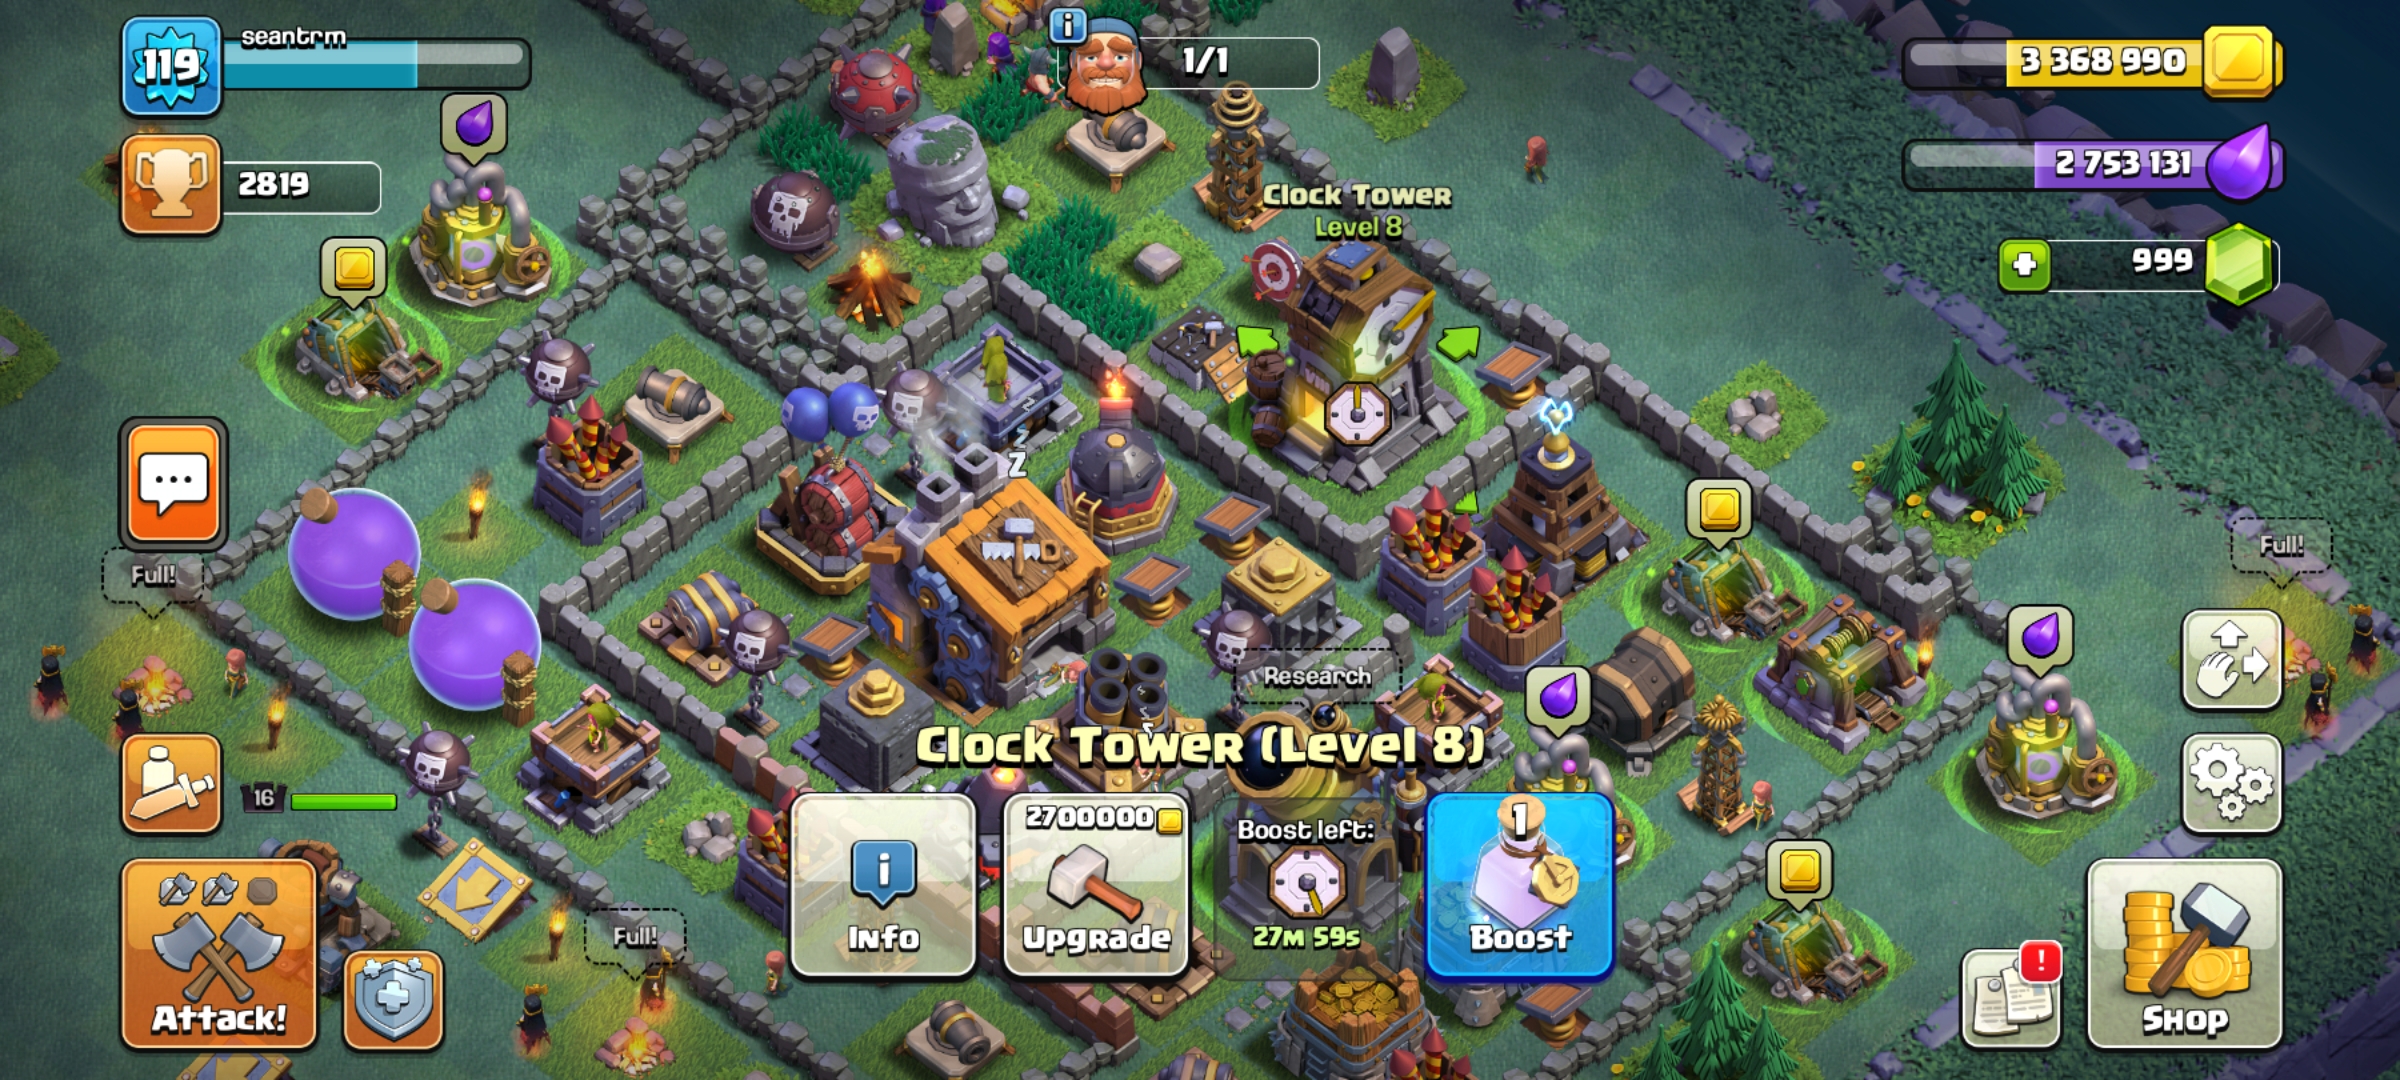 seantrm
119
1/1
3 368 990
2819
2 753 131
Clock Tower
Level 8
999
Full!
Full!
Research
Clock Tower (Level 8)
16
2700000
Boost left:
1
Info
Upgrade
27m 59s
Boost
Full!
Attack!
!
Shop
z
z
Z